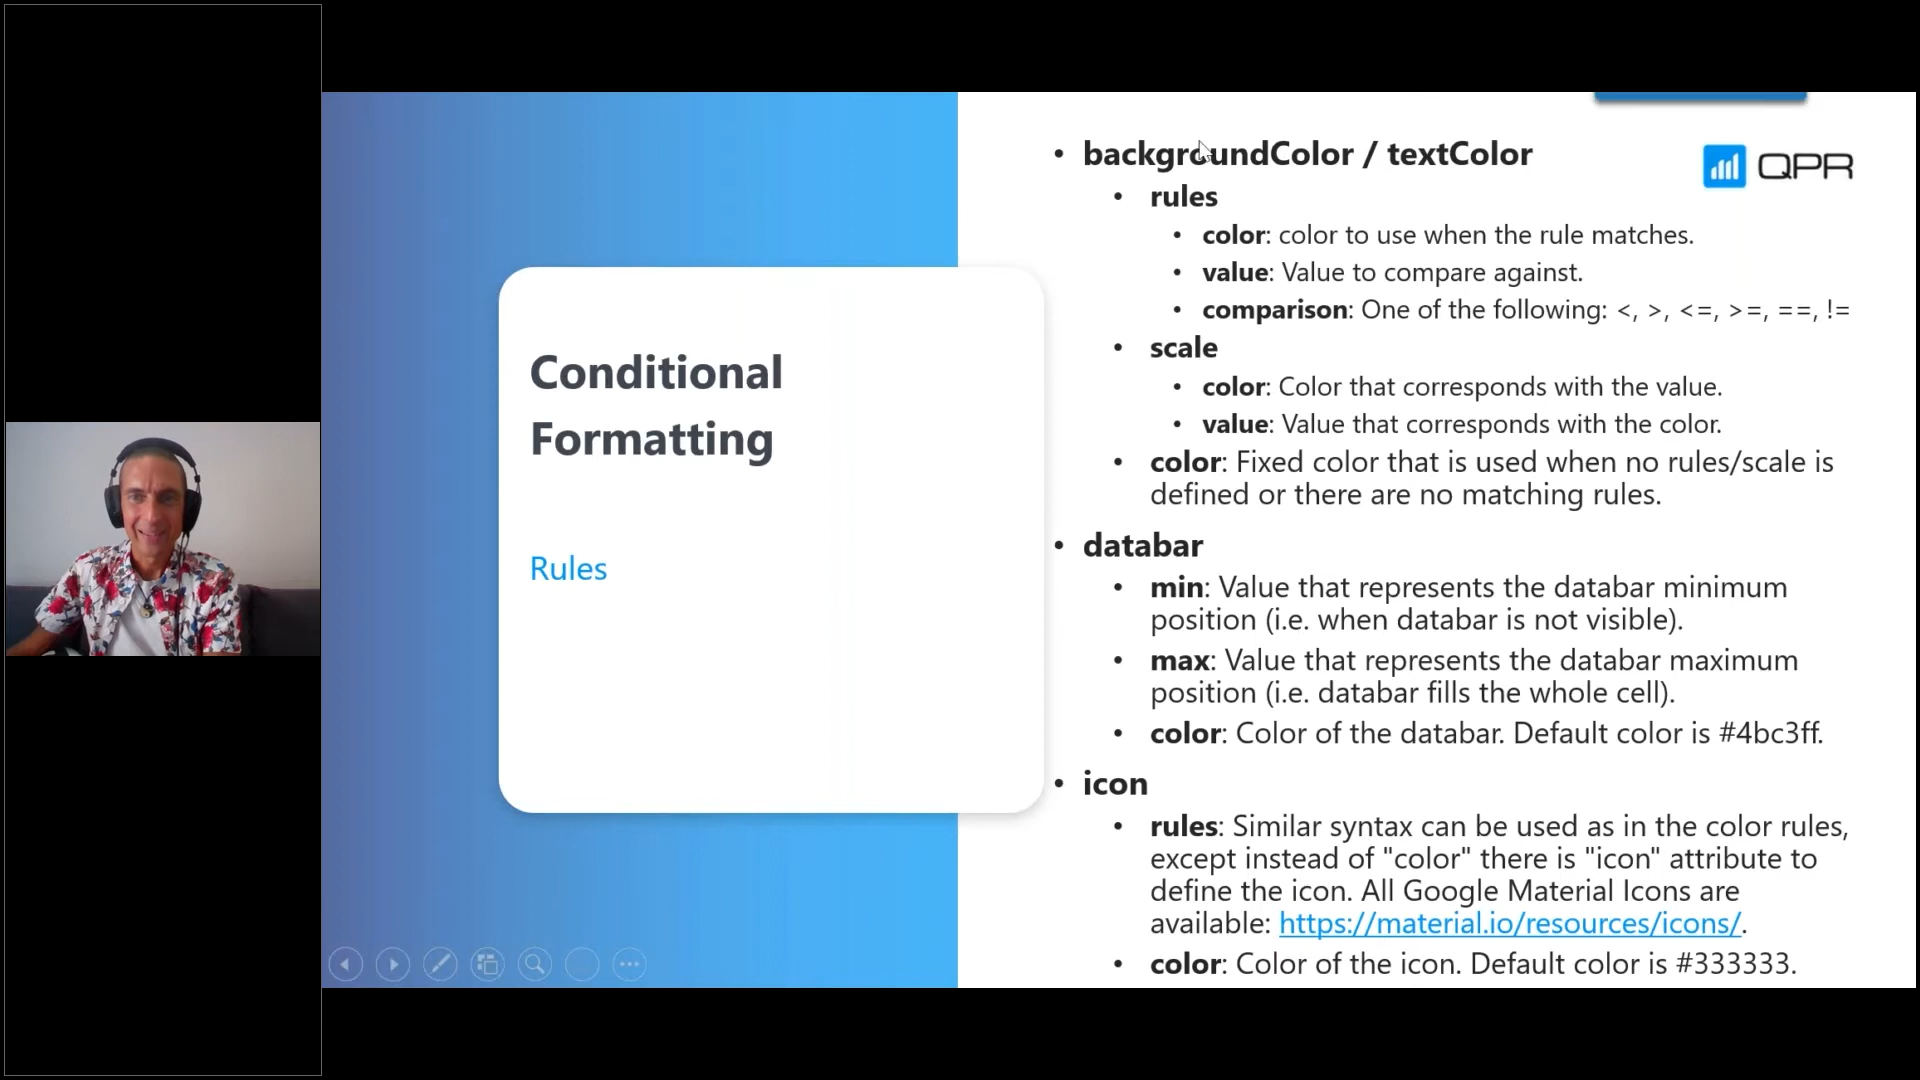 Conditional
Formatting
Rules
QPR
• backgroundColor / textColor
• rules
• color: color to use when the rule matches.
• value: Value to compare against.
• comparison: One of the following: <, >, <=, >=, ==, !=
• scale
• color: Color that corresponds with the value.
• value: Value that corresponds with the color.
• color: Fixed color that is used when no rules/scale is
defined or there are no matching rules.
• databar
• min: Value that represents the databar minimum
position (i.e. when databar is not visible).
• max: Value that represents the databar maximum
position (i.e. databar fills the whole cell).
• color: Color of the databar. Default color is #4bc3ff.
• icon
• rules: Similar syntax can be used as in the color rules,
except instead of "color" there is "icon" attribute to
define the icon. All Google Material Icons are
available: https://material.io/resources/icons/.
• color: Color of the icon. Default color is #333333.